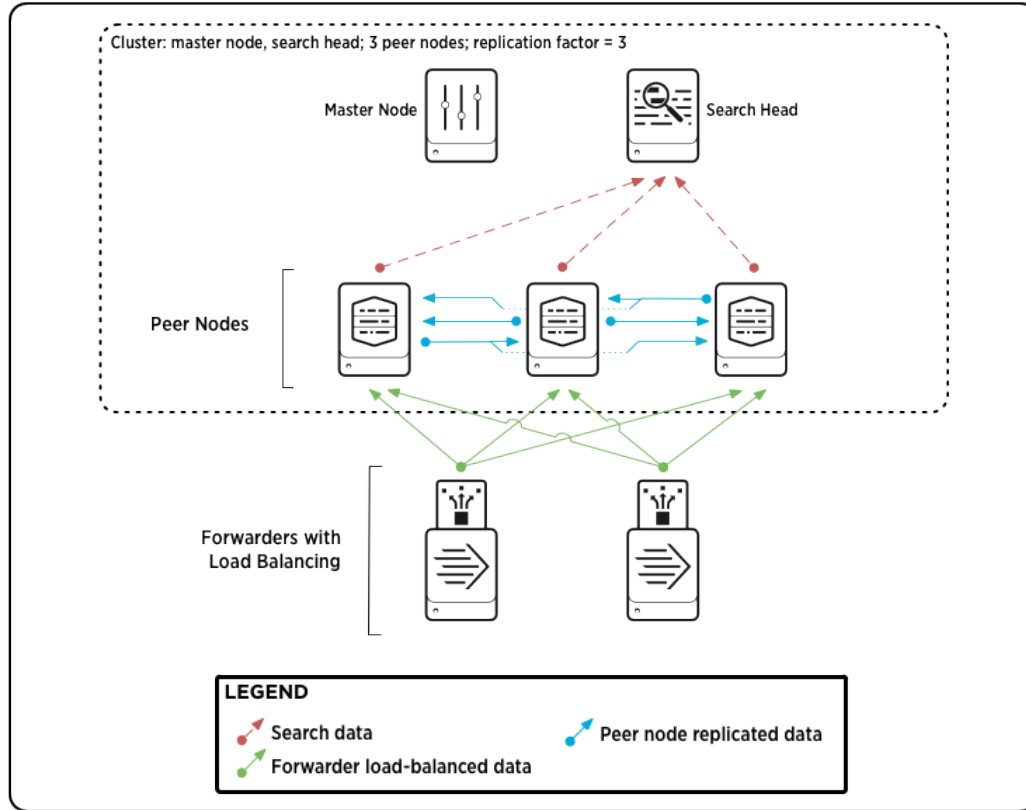 Cluster: master node, search head; 3 peer nodes; replication factor = 3
Master Node
Search Head
Peer Nodes
Forwarders with
Load Balancing
LEGEND
Search data
Peer node replicated data
Forwarder load-balanced data